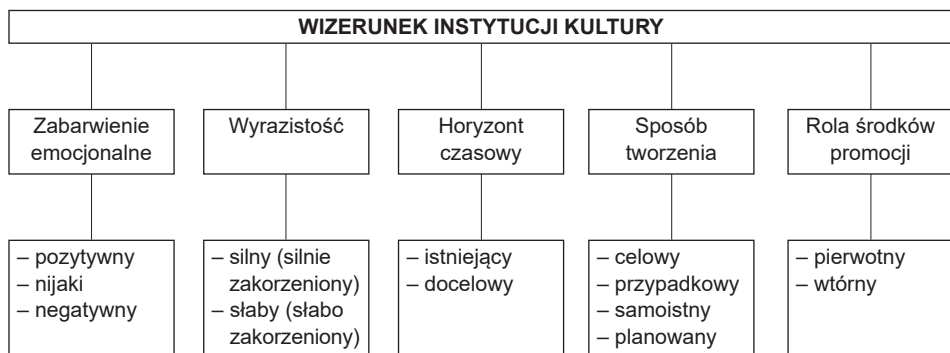 WIZERUNEK INSTYTUCJI KULTURY
Zabarwienie
emocjonalne
Wyrazistość
Horyzont
czasowy
Sposób
tworzenia
Rola środków
promocji
– pozytywny
– nijaki
– negatywny
– silny (silnie
zakorzeniony)
– słaby (słabo
zakorzeniony)
– istniejący
– docelowy
– celowy
– przypadkowy
– samoistny
– planowany
– pierwotny
– wtórny